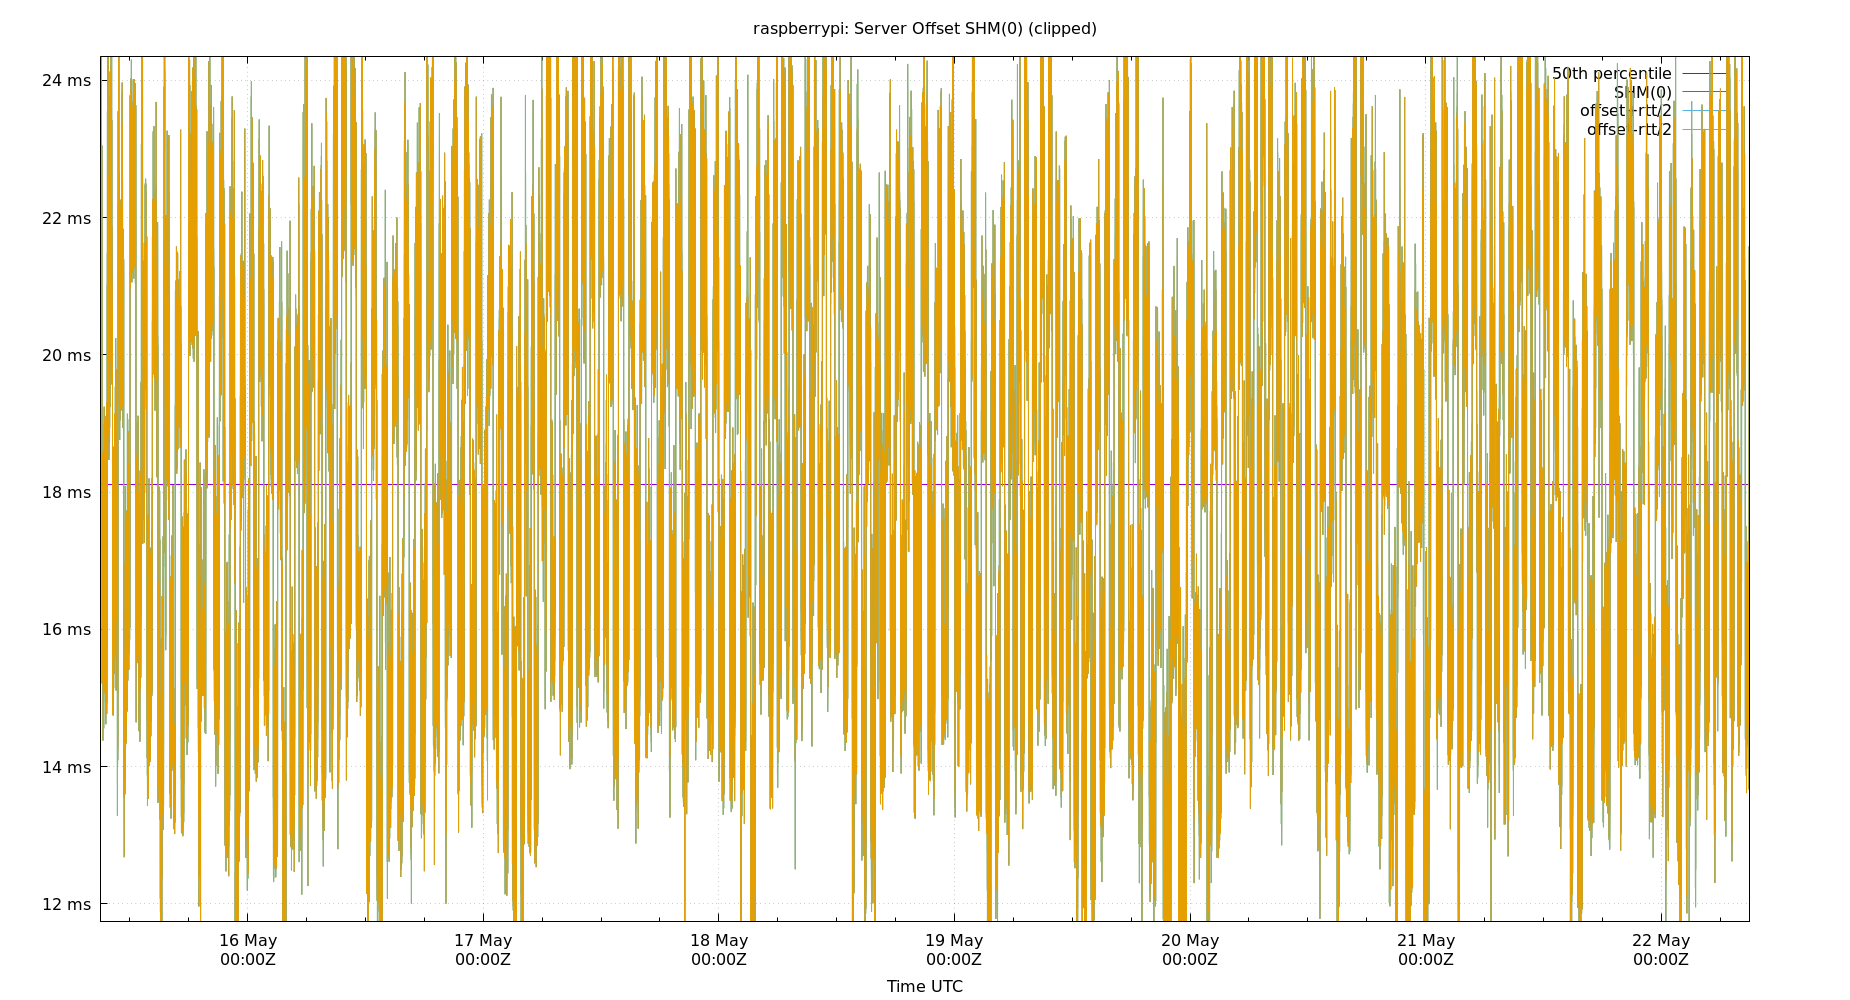 raspberrypi: Server Offset SHM(0) (clipped)
24 ms
22 ms
20 ms
18 ms
16 ms
14 ms
12 ms
50th percentile
SHM(0)
offset+rtt/2
offset-rtt/2
16 May
00:00Z
17 May
00:00Z
18 May
00:00Z
19 May
00:00Z
20 May
00:00Z
21 May
00:00Z
22 May
00:00Z
Time UTC